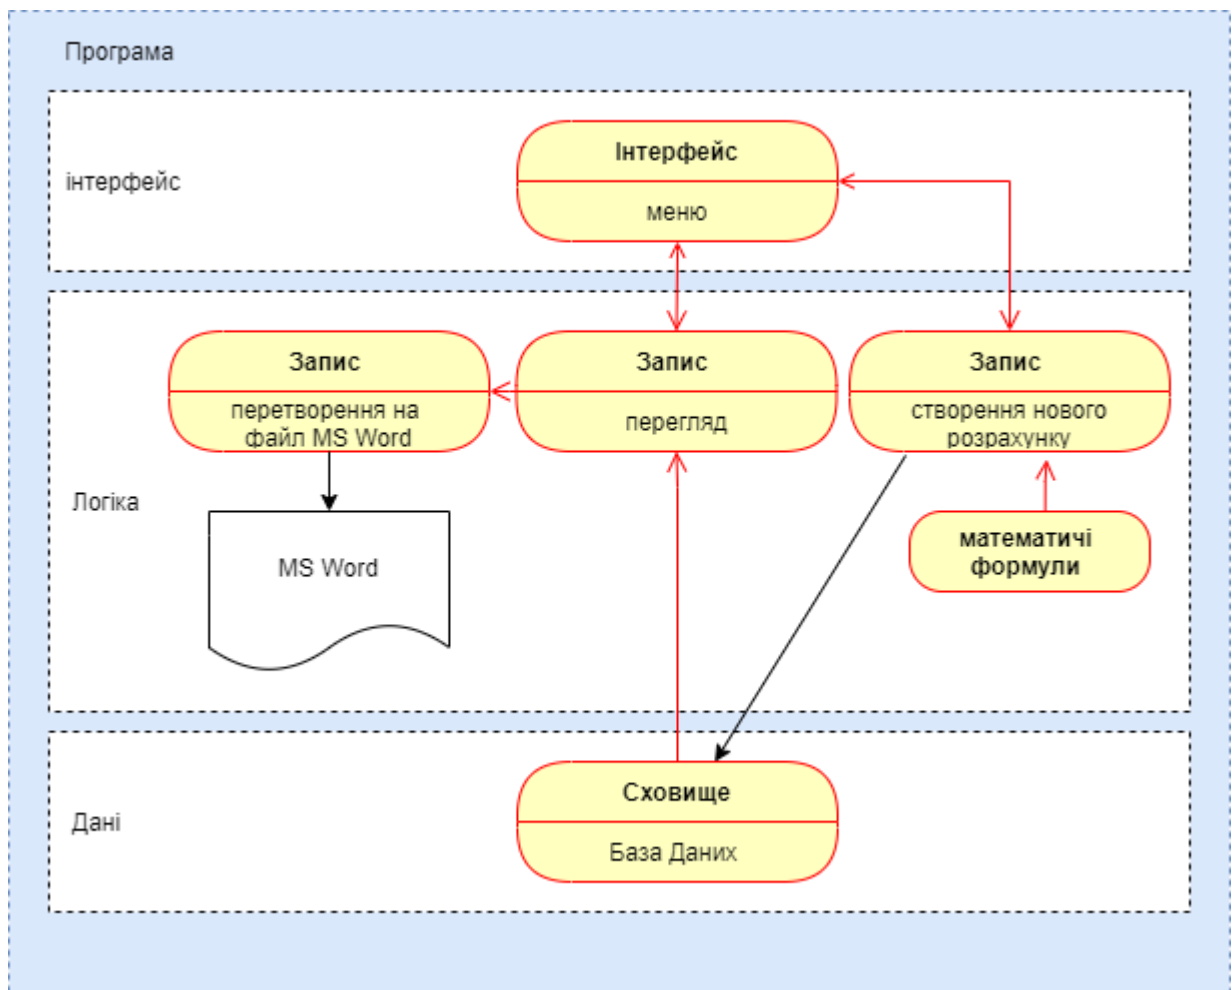 Програма
інтерфейс
Інтерфейс
меню
Логіка
Запис
перетворення на
файл MS Word
Запис
перегляд
Запис
створення нового
розрахунку
MS Word
математичі
формули
Дані
Сховище
База Даних